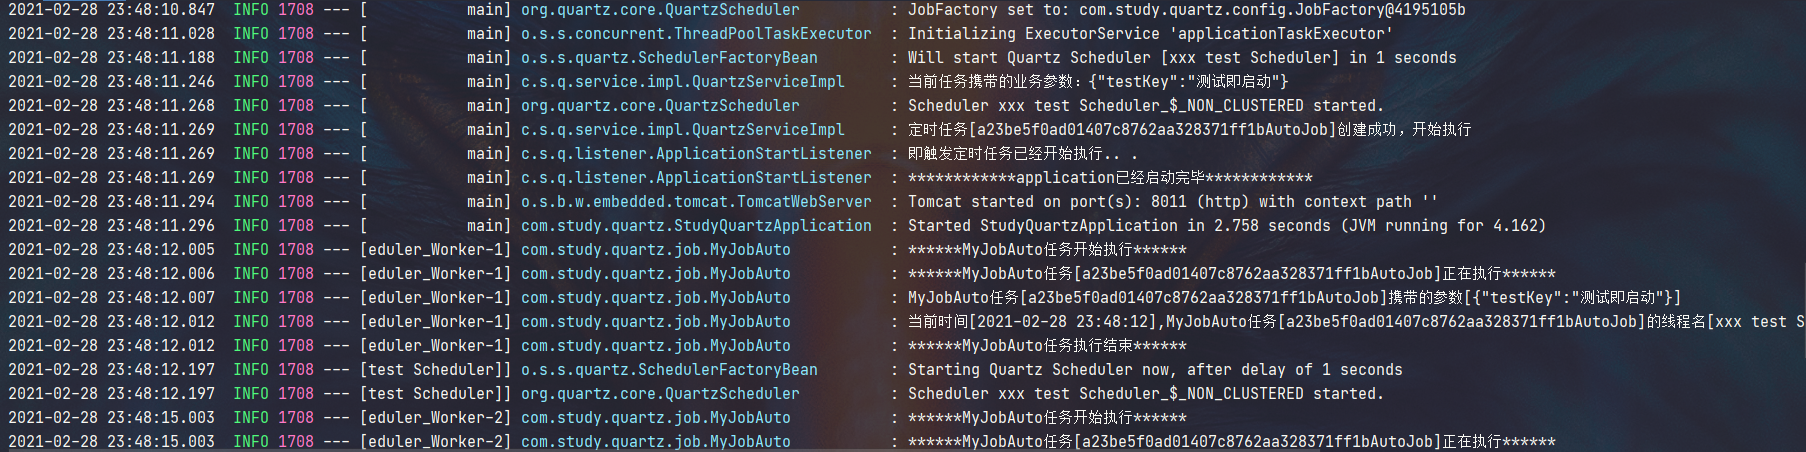 2021-02-28 23:48:10.847  INFO 1708 --- [           main] org.quartz.core.QuartzScheduler          : JobFactory set to: com.study.quartz.config.JobFactory@4195105b
2021-02-28 23:48:11.028  INFO 1708 --- [           main] o.s.s.concurrent.ThreadPoolTaskExecutor  : Initializing ExecutorService 'applicationTaskExecutor'
2021-02-28 23:48:11.188  INFO 1708 --- [           main] o.s.s.quartz.SchedulerFactoryBean        : Will start Quartz Scheduler [xxx test Scheduler] in 1 seconds
2021-02-28 23:48:11.246  INFO 1708 --- [           main] c.s.q.service.impl.QuartzServiceImpl     : 当前任务携带的业务参数：{"testKey":"测试即启动"}
2021-02-28 23:48:11.268  INFO 1708 --- [           main] org.quartz.core.QuartzScheduler          : Scheduler xxx test Scheduler_$_NON_CLUSTERED started.
2021-02-28 23:48:11.269  INFO 1708 --- [           main] c.s.q.service.impl.QuartzServiceImpl     : 定时任务[a23be5f0ad01407c8762aa328371ff1bAutoJob]创建成功，开始执行
2021-02-28 23:48:11.269  INFO 1708 --- [           main] c.s.q.listener.ApplicationStartListener  : 即触发定时任务已经开始执行.. .
2021-02-28 23:48:11.269  INFO 1708 --- [           main] c.s.q.listener.ApplicationStartListener  : ************application已经启动完毕************
2021-02-28 23:48:11.294  INFO 1708 --- [           main] o.s.b.w.embedded.tomcat.TomcatWebServer  : Tomcat started on port(s): 8011 (http) with context path ''
2021-02-28 23:48:11.296  INFO 1708 --- [           main] com.study.quartz.StudyQuartzApplication  : Started StudyQuartzApplication in 2.758 seconds (JVM running for 4.162)
2021-02-28 23:48:12.005  INFO 1708 --- [eduler_Worker-1] com.study.quartz.job.MyJobAuto           : ******MyJobAuto任务开始执行******
2021-02-28 23:48:12.006  INFO 1708 --- [eduler_Worker-1] com.study.quartz.job.MyJobAuto           : ******MyJobAuto任务[a23be5f0ad01407c8762aa328371ff1bAutoJob]正在执行******
2021-02-28 23:48:12.007  INFO 1708 --- [eduler_Worker-1] com.study.quartz.job.MyJobAuto           : MyJobAuto任务[a23be5f0ad01407c8762aa328371ff1bAutoJob]携带的参数[{"testKey":"测试即启动"}]
2021-02-28 23:48:12.012  INFO 1708 --- [eduler_Worker-1] com.study.quartz.job.MyJobAuto           : 当前时间[2021-02-28 23:48:12],MyJobAuto任务[a23be5f0ad01407c8762aa328371ff1bAutoJob]的线程名[xxx test S
2021-02-28 23:48:12.012  INFO 1708 --- [eduler_Worker-1] com.study.quartz.job.MyJobAuto           : ******MyJobAuto任务执行结束******
2021-02-28 23:48:12.197  INFO 1708 --- [test Scheduler]] o.s.s.quartz.SchedulerFactoryBean        : Starting Quartz Scheduler now, after delay of 1 seconds
2021-02-28 23:48:12.197  INFO 1708 --- [test Scheduler]] org.quartz.core.QuartzScheduler          : Scheduler xxx test Scheduler_$_NON_CLUSTERED started.
2021-02-28 23:48:15.003  INFO 1708 --- [eduler_Worker-2] com.study.quartz.job.MyJobAuto           : ******MyJobAuto任务开始执行******
2021-02-28 23:48:15.003  INFO 1708 --- [eduler_Worker-2] com.study.quartz.job.MyJobAuto           : ******MyJobAuto任务[a23be5f0ad01407c8762aa328371ff1bAutoJob]正在执行******